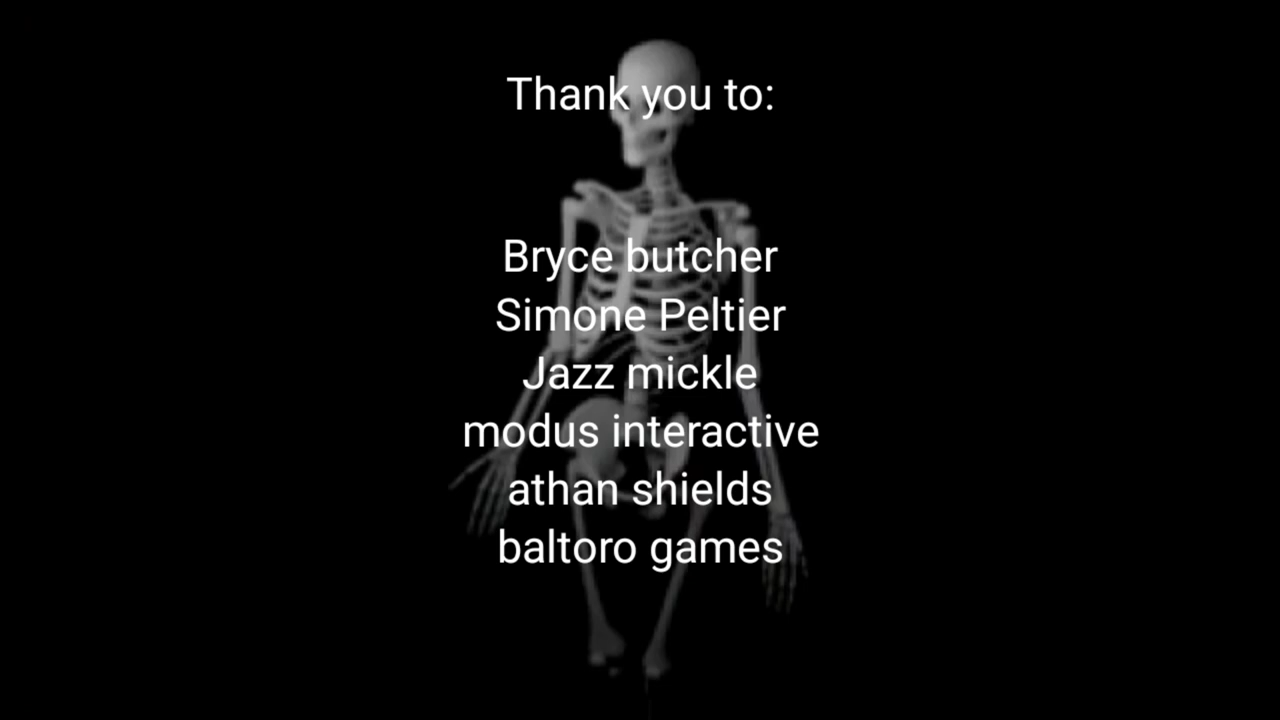 Thank you to:
Bryce butcher
Simone Peltier
Jazz mickle
modus interactive
athan shields
baltoro games